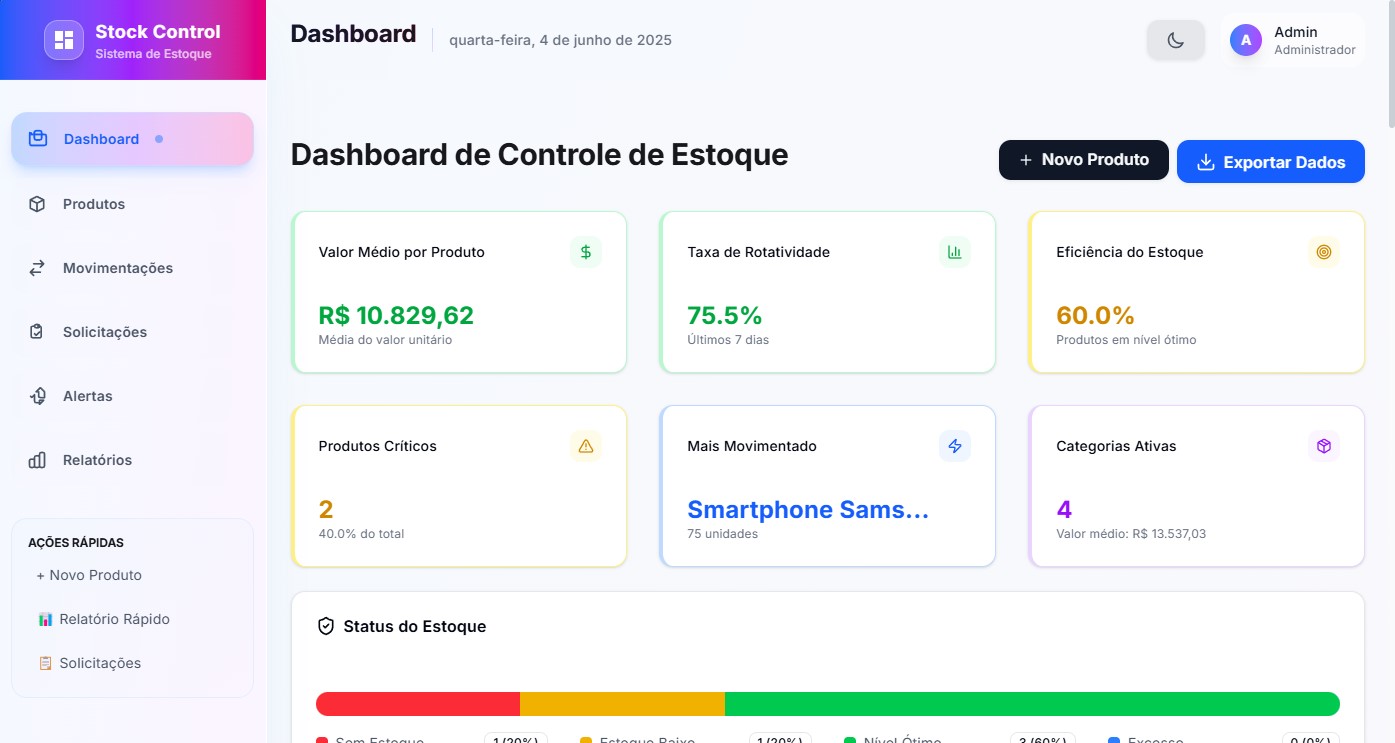 Stock Control
Sistema de Estoque
Dashboard
quarta-feira, 4 de junho de 2025
A
Admin
Administrador
Dashboard
Produtos
Movimentações
Solicitações
Alertas
Relatórios
AÇÕES RÁPIDAS
+ Novo Produto
Relatório Rápido
Solicitações
Dashboard de Controle de Estoque
+ Novo Produto
Exportar Dados
Valor Médio por Produto
R$ 10.829,62
Média do valor unitário
Taxa de Rotatividade
75.5%
Últimos 7 dias
Eficiência do Estoque
60.0%
Produtos em nível ótimo
Produtos Críticos
2
40.0% do total
Mais Movimentado
Smartphone Sams...
75 unidades
Categorias Ativas
4
Valor médio: R$ 13.537,03
Status do Estoque
Sem Estoque
1 (20%)
Estoque Baixo
1 (20%)
Nível Ótimo
3 (60%)
Excesso
0 (0%)